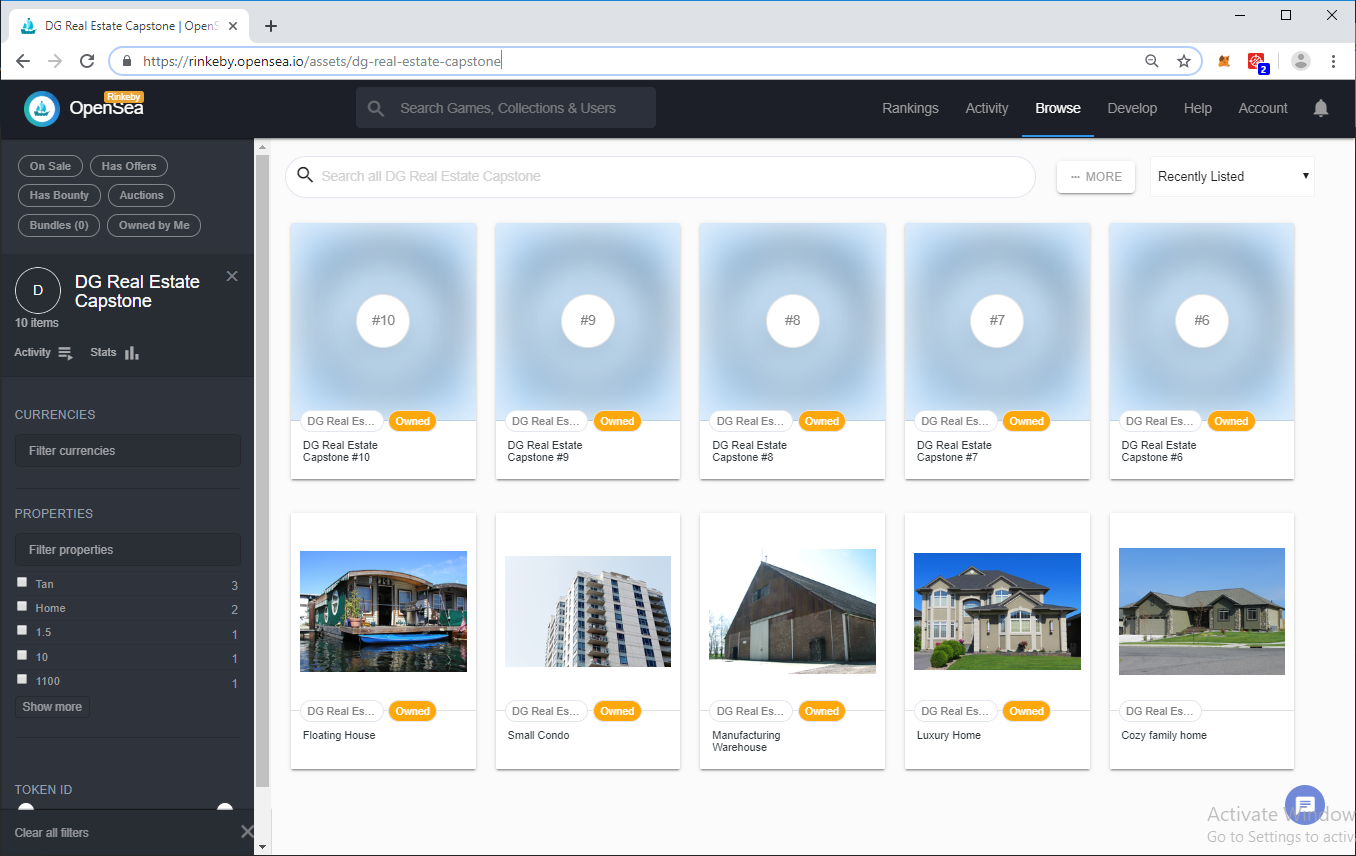 DG Real Estate Capstone | OpenS
https://rinkeby.opensea.io/assets/dg-real-estate-capstone
2
Rinkeby
OpenSea
Search Games, Collections & Users
Rankings
Activity
Browse
Develop
Help
Account
On Sale
Has Offers
Has Bounty
Auctions
Bundles (0)
Owned by Me
D
DG Real Estate
Capstone
10 items
Activity
Stats
CURRENCIES
Filter currencies
PROPERTIES
Filter properties
Tan 3
Home 2
1.5 1
10 1
1100 1
Show more
TOKEN ID
Clear all filters
Search all DG Real Estate Capstone
··· MORE
Recently Listed
#10
DG Real Es...
Owned
DG Real Estate
Capstone #10
#9
DG Real Es...
Owned
DG Real Estate
Capstone #9
#8
DG Real Es...
Owned
DG Real Estate
Capstone #8
#7
DG Real Es...
Owned
DG Real Estate
Capstone #7
#6
DG Real Es...
Owned
DG Real Estate
Capstone #6
DG Real Es...
Owned
Floating House
DG Real Es...
Owned
Small Condo
DG Real Es...
Owned
Manufacturing
Warehouse
DG Real Es...
Owned
Luxury Home
DG Real Es...
Cozy family home
Activate Window
Go to Settings to activ